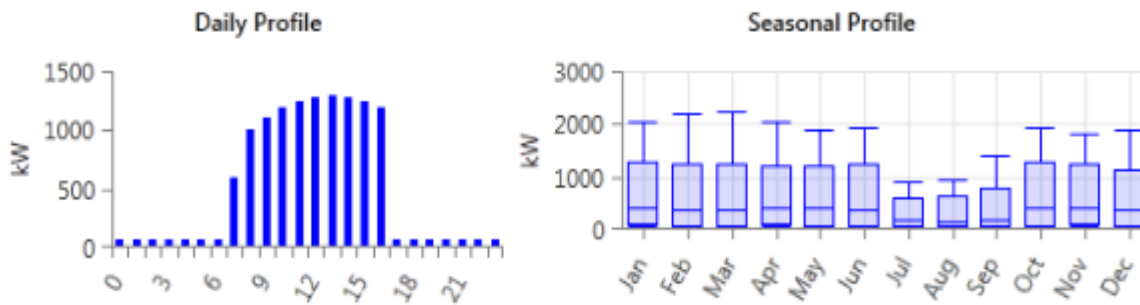 Daily Profile
1500
1000
500
0
kW
0 3 6 9 12 15 18 21
Seasonal Profile
3000
2000
1000
0
kW
Jan Feb Mar Apr May Jun Jul Aug Sep Oct Nov Dec